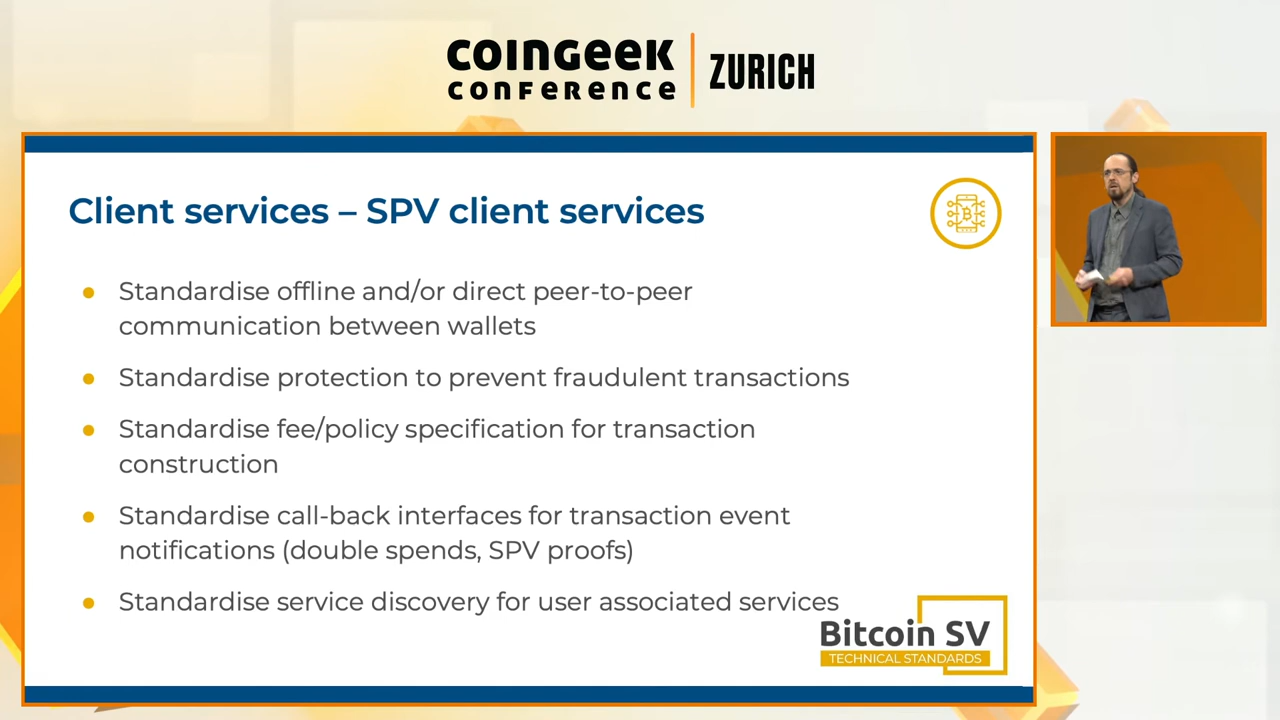 COINGEEK
CONFERENCE
ZURICH
Client services – SPV client services
● Standardise offline and/or direct peer-to-peer
communication between wallets
● Standardise protection to prevent fraudulent transactions
● Standardise fee/policy specification for transaction
construction
● Standardise call-back interfaces for transaction event
notifications (double spends, SPV proofs)
● Standardise service discovery for user associated services
Bitcoin SV
TECHNICAL STANDARDS